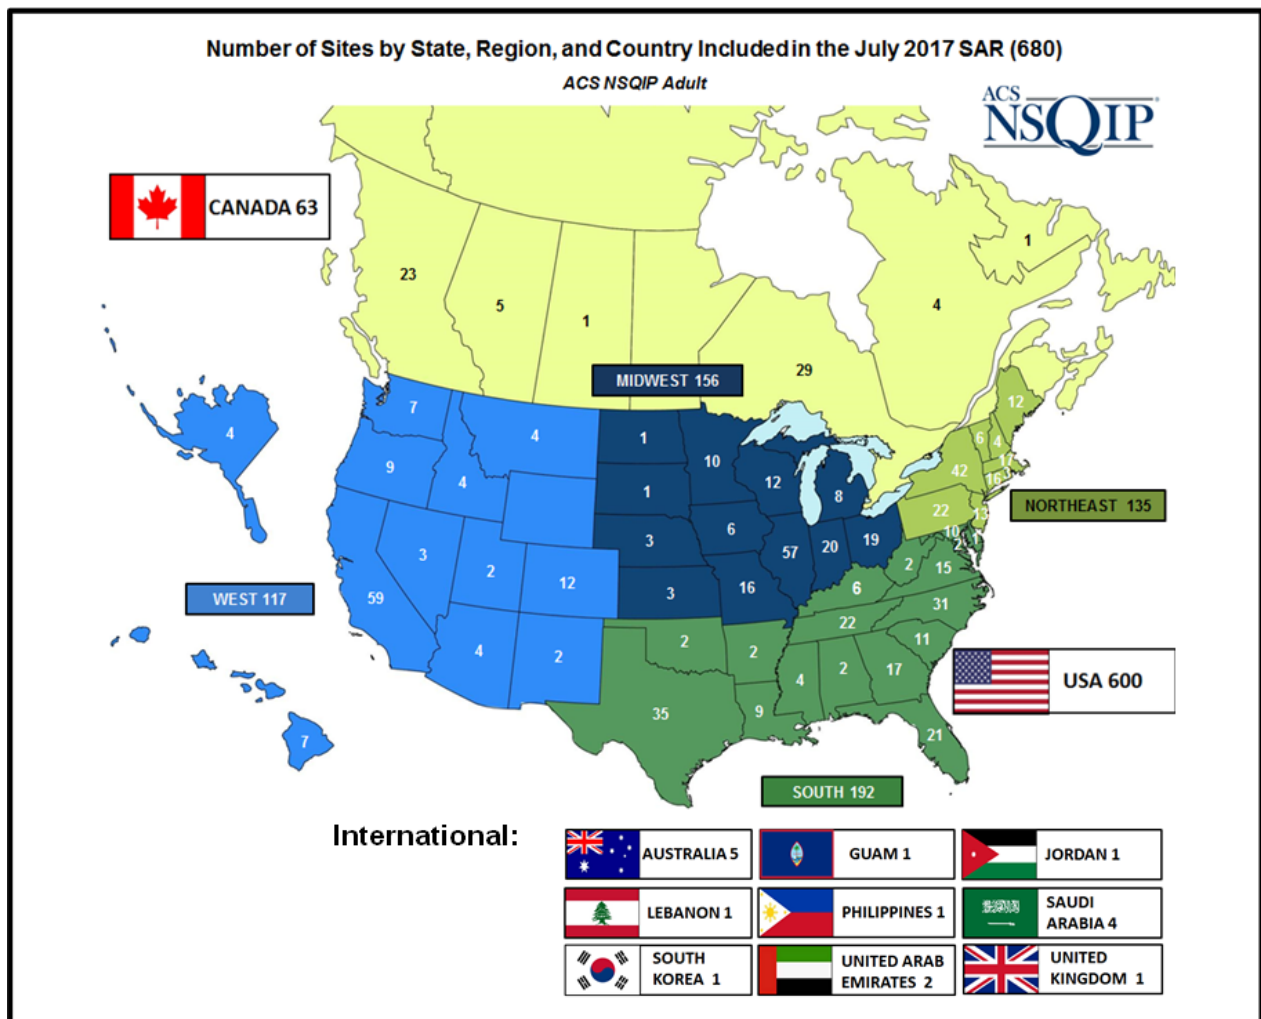 Number of Sites by State, Region, and Country Included in the July 2017 SAR (680)
ACS NSQIP Adult
ACS
NSQIP
CANADA 63
1
23
5
1
4
29
MIDWEST 156
7
4
1
10
12
6
4
12
4
9
4
1
12
8
42
17
16
NORTHEAST 135
22
13
3
2
12
3
6
57
20
19
10
2
1
WEST 117
59
3
16
6
2
15
31
22
11
4
2
2
2
4
2
17
USA 600
35
9
21
7
SOUTH 192
International:
AUSTRALIA 5
GUAM 1
JORDAN 1
LEBANON 1
PHILIPPINES 1
SAUDI
ARABIA 4
SOUTH
KOREA 1
UNITED ARAB
EMIRATES 2
UNITED
KINGDOM 1